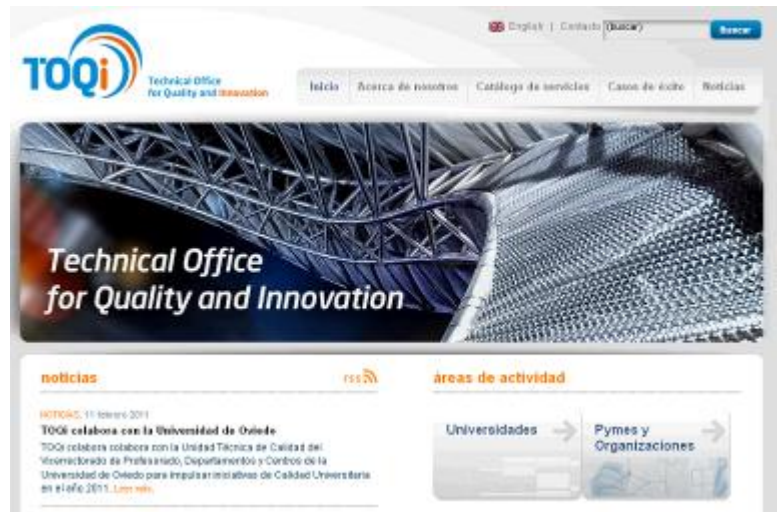 English | Contacto (Buscar) Buscar
TOQi
Technical Office
for Quality and Innovation
Inicio Acerca de nosotros Catálogo de servicios Casos de éxito Noticias
Technical Office
for Quality and Innovation
noticias rss
áreas de actividad
NOTICIAS, 11 febrero 2011
TOQi colabora con la Universidad de Oviedo
TOQi colabora colabora con la Unidad Técnica de Calidad del
Vicerrectorado de Profesorado, Departamentos y Centros de la
Universidad de Oviedo para impulsar iniciativas de Calidad Universitaria
en el año 2011. Leer más.
Universidades
Pymes y
Organizaciones